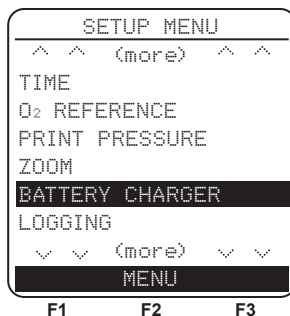 SETUP MENU
^ ^ (more) ^ ^
TIME
O₂ REFERENCE
PRINT PRESSURE
ZOOM
BATTERY CHARGER
LOGGING
⌄ ⌄ (more) ⌄ ⌄
MENU
F1 F2 F3